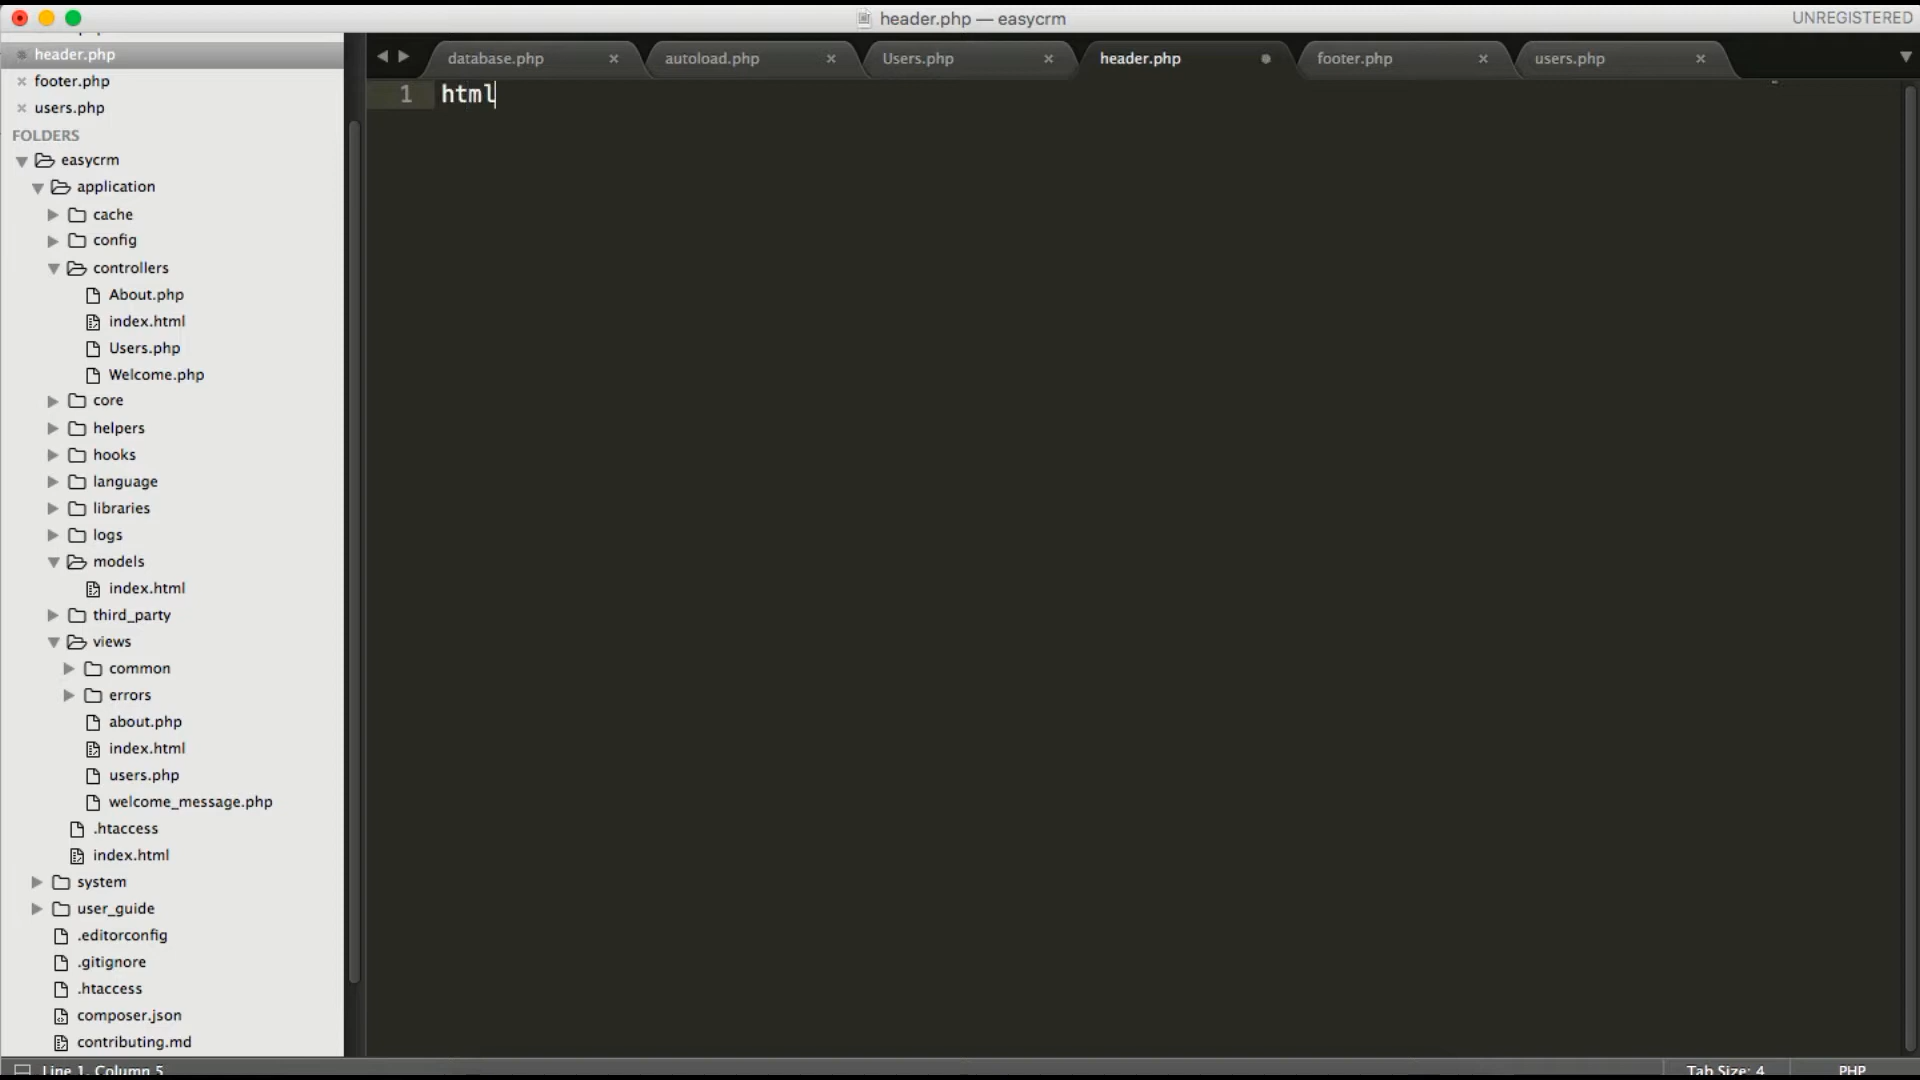 header.php — easycrm
UNREGISTERED
header.php
footer.php
users.php
FOLDERS
easycrm
application
cache
config
controllers
About.php
index.html
Users.php
Welcome.php
core
helpers
hooks
language
libraries
logs
models
index.html
third_party
views
common
errors
about.php
index.html
users.php
welcome_message.php
.htaccess
index.html
system
user_guide
.editorconfig
.gitignore
.htaccess
composer.json
contributing.md
database.php
autoload.php
Users.php
header.php
footer.php
users.php
1 html
Line 1, Column 5
Tab Size: 4
PHP